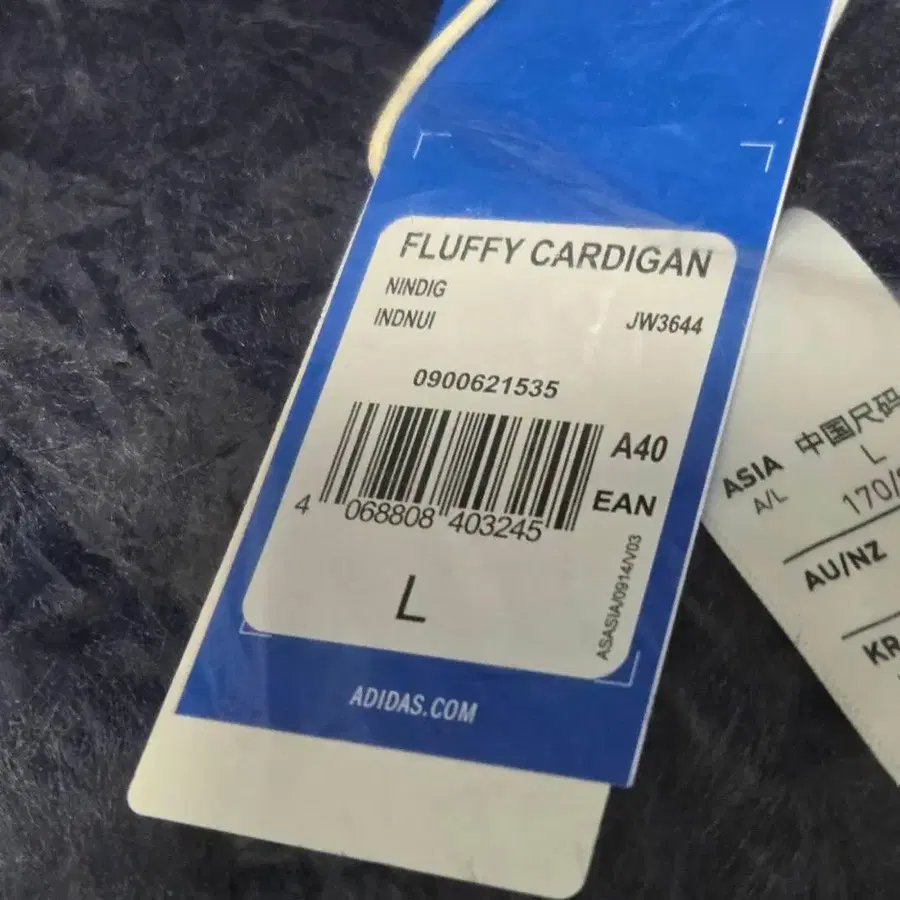 FLUFFY CARDIGAN
NINDIG
INDNUI JW3644
0900621535
A40
EAN
4 068808 403245
L
ASASIA/0914/V03
ADIDAS.COM
ASIA 中国尺码
A/L L
170/
AU/NZ
KR